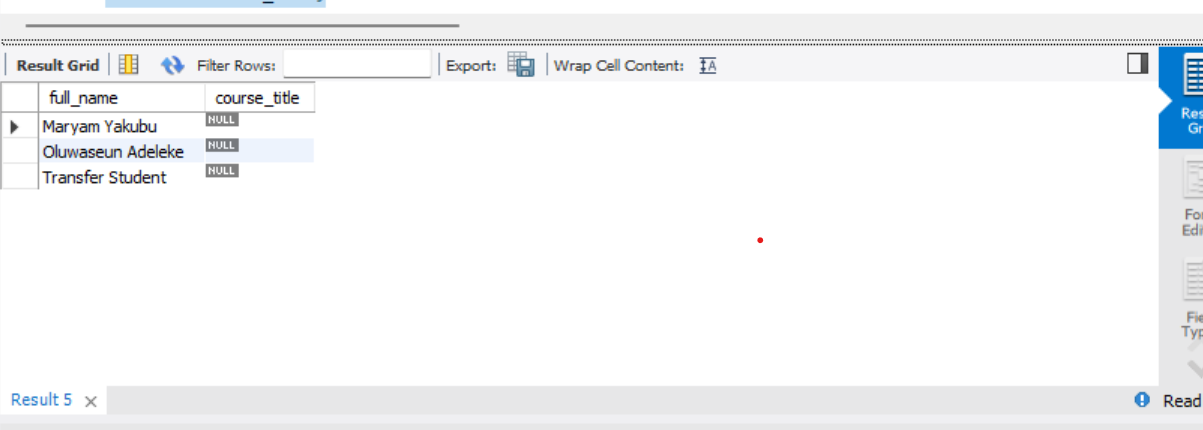 Result Grid Filter Rows: Export: Wrap Cell Content:
full_name course_title
Maryam Yakubu NULL
Oluwaseun Adeleke NULL
Transfer Student NULL
Result 5
Read